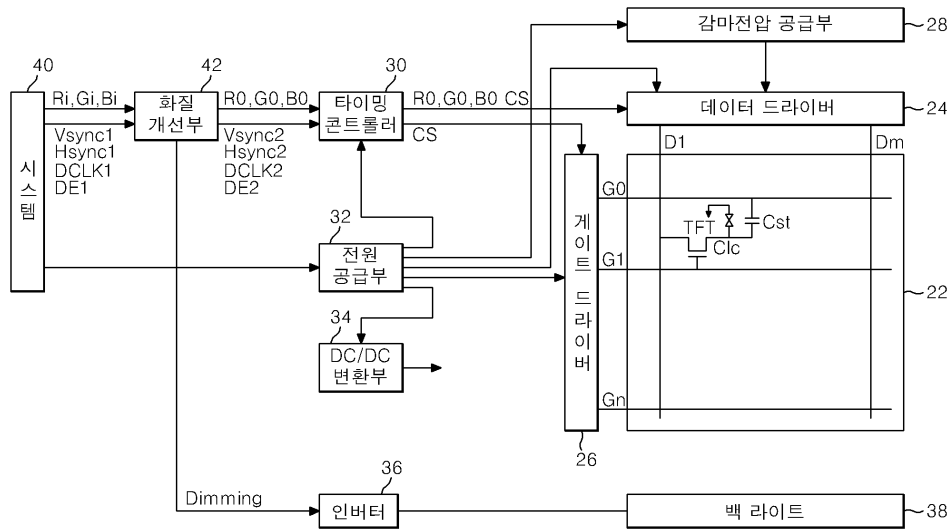 감마전압 공급부
28
40
42
30
Ri,Gi,Bi
화질
개선부
R0,G0,B0
타이밍
콘트롤러
R0,G0,B0 CS
데이터 드라이버
24
Vsync1
Hsync1
DCLK1
DE1
Vsync2
Hsync2
DCLK2
DE2
CS
D1
Dm
시스템
게이트 드라이버
G0
TFT
Clc
Cst
G1
Gn
22
32
전원
공급부
34
DC/DC
변환부
26
Dimming
36
인버터
백 라이트
38